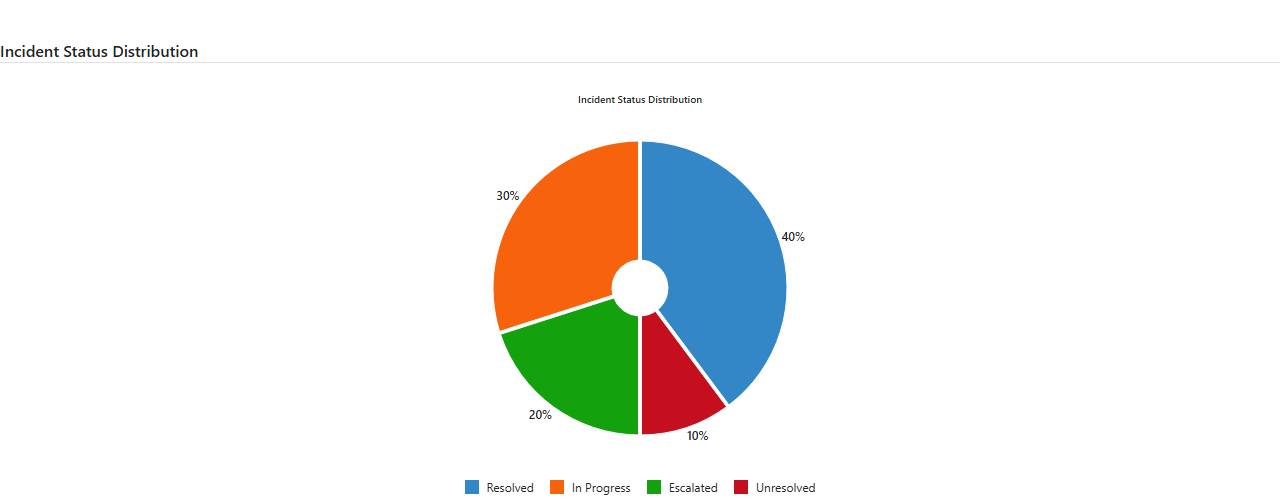 Incident Status Distribution
Incident Status Distribution
30%
40%
20%
10%
Resolved In Progress Escalated Unresolved